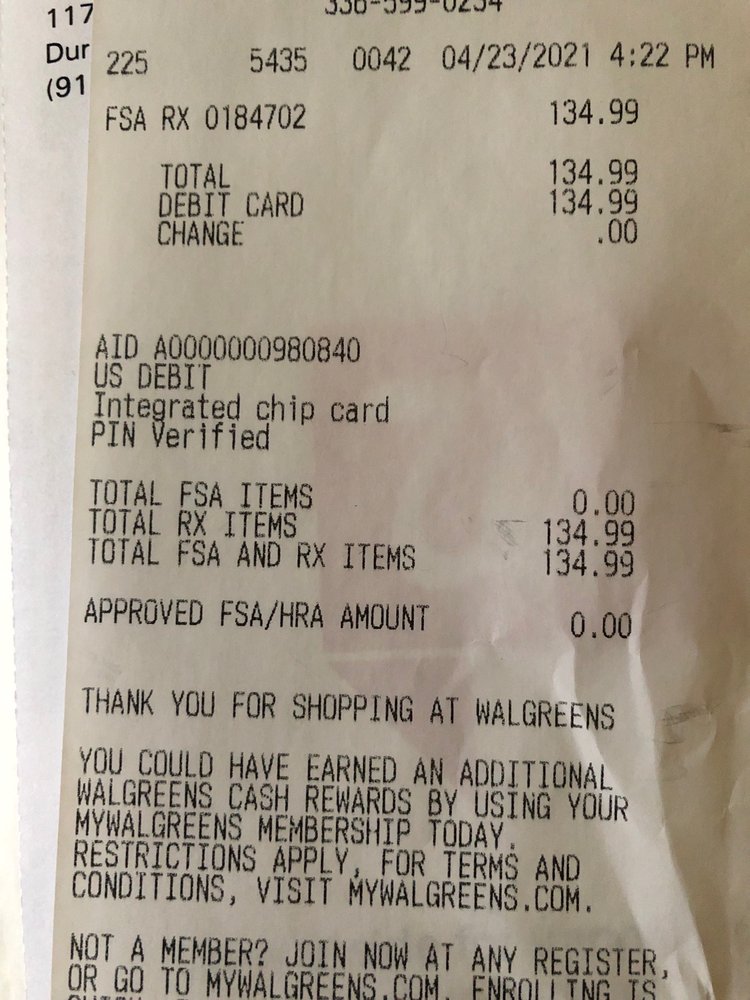 117
Dur
(91
336-599-0234
225 5435 0042 04/23/2021 4:22 PM
FSA RX 0184702 134.99
TOTAL 134.99
DEBIT CARD 134.99
CHANGE .00
AID A0000000980840
US DEBIT
Integrated chip card
PIN Verified
TOTAL FSA ITEMS 0.00
TOTAL RX ITEMS 134.99
TOTAL FSA AND RX ITEMS 134.99
APPROVED FSA/HRA AMOUNT 0.00
THANK YOU FOR SHOPPING AT WALGREENS
YOU COULD HAVE EARNED AN ADDITIONAL
WALGREENS CASH REWARDS BY USING YOUR
MYWALGREENS MEMBERSHIP TODAY.
RESTRICTIONS APPLY, FOR TERMS AND
CONDITIONS, VISIT MYWALGREENS.COM.
NOT A MEMBER? JOIN NOW AT ANY REGISTER,
OR GO TO MYWALGREENS.COM. ENROLLING IS